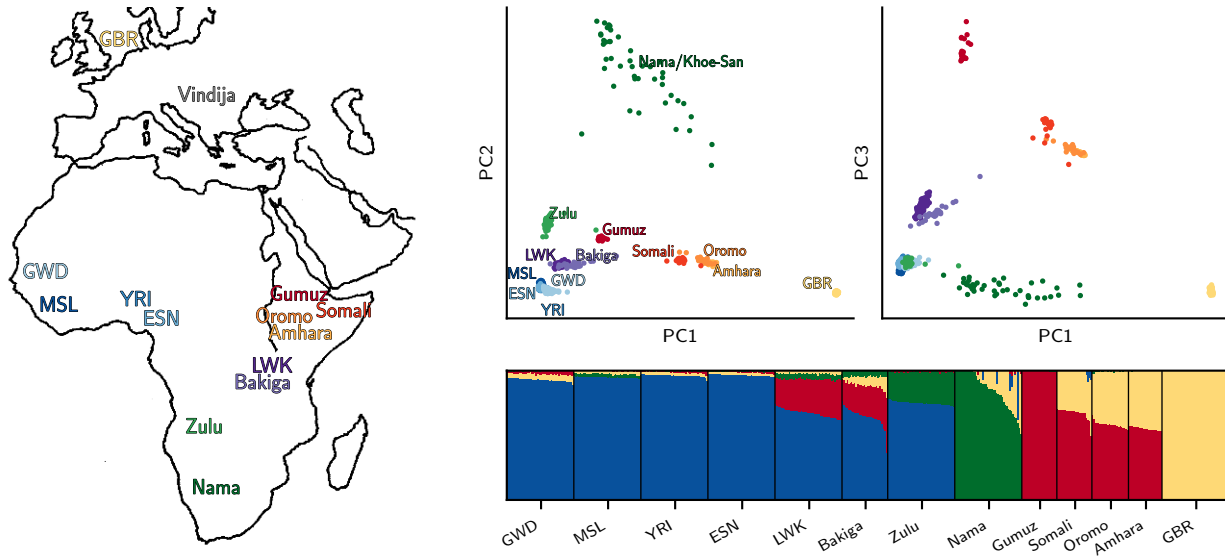 GBR
Vindija
GWD
MSL
YRI
ESN
Gumuz
Somali
Oromo
Amhara
LWK
Bakiga
Zulu
Nama
PC2
Nama/Khoe-San
Zulu
Gumuz
LWK
Bakiga
Somali
Oromo
Amhara
MSL
GWD
ESN
YRI
GBR
PC1
PC3
PC1
GWD
MSL
YRI
ESN
LWK
Bakiga
Zulu
Nama
Gumuz
Somali
Oromo
Amhara
GBR